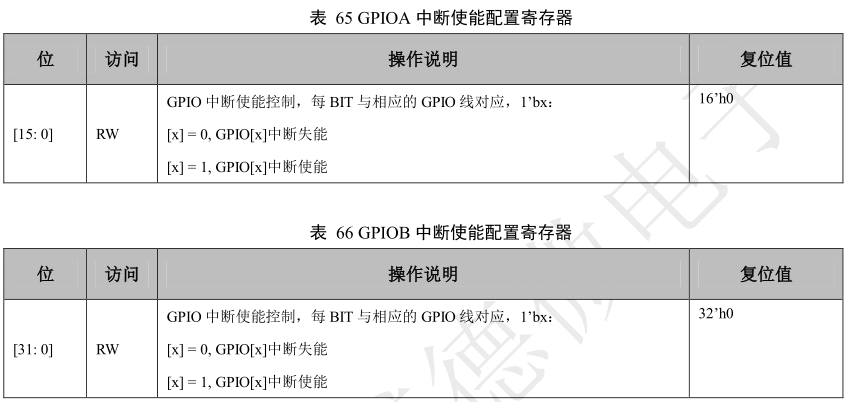 表 65 GPIOA 中断使能配置寄存器
位 访问 操作说明 复位值
[15: 0] RW GPIO 中断使能控制，每 BIT 与相应的 GPIO 线对应，1’bx： 16’h0
[x] = 0, GPIO[x]中断失能
[x] = 1, GPIO[x]中断使能
表 66 GPIOB 中断使能配置寄存器
位 访问 操作说明 复位值
[31: 0] RW GPIO 中断使能控制，每 BIT 与相应的 GPIO 线对应，1’bx： 32’h0
[x] = 0, GPIO[x]中断失能
[x] = 1, GPIO[x]中断使能